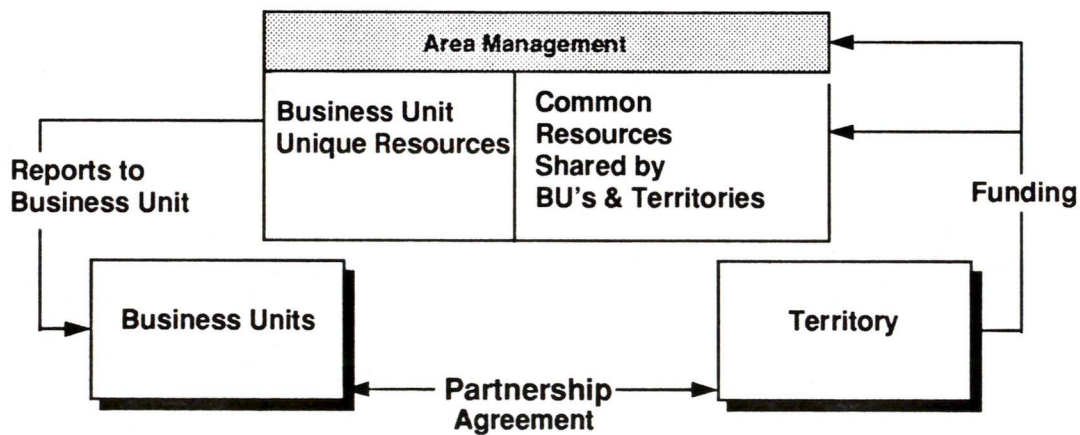 Area Management
Business Unit
Unique Resources
Common
Resources
Shared by
BU's & Territories
Reports to
Business Unit
Funding
Business Units
Territory
Partnership
Agreement